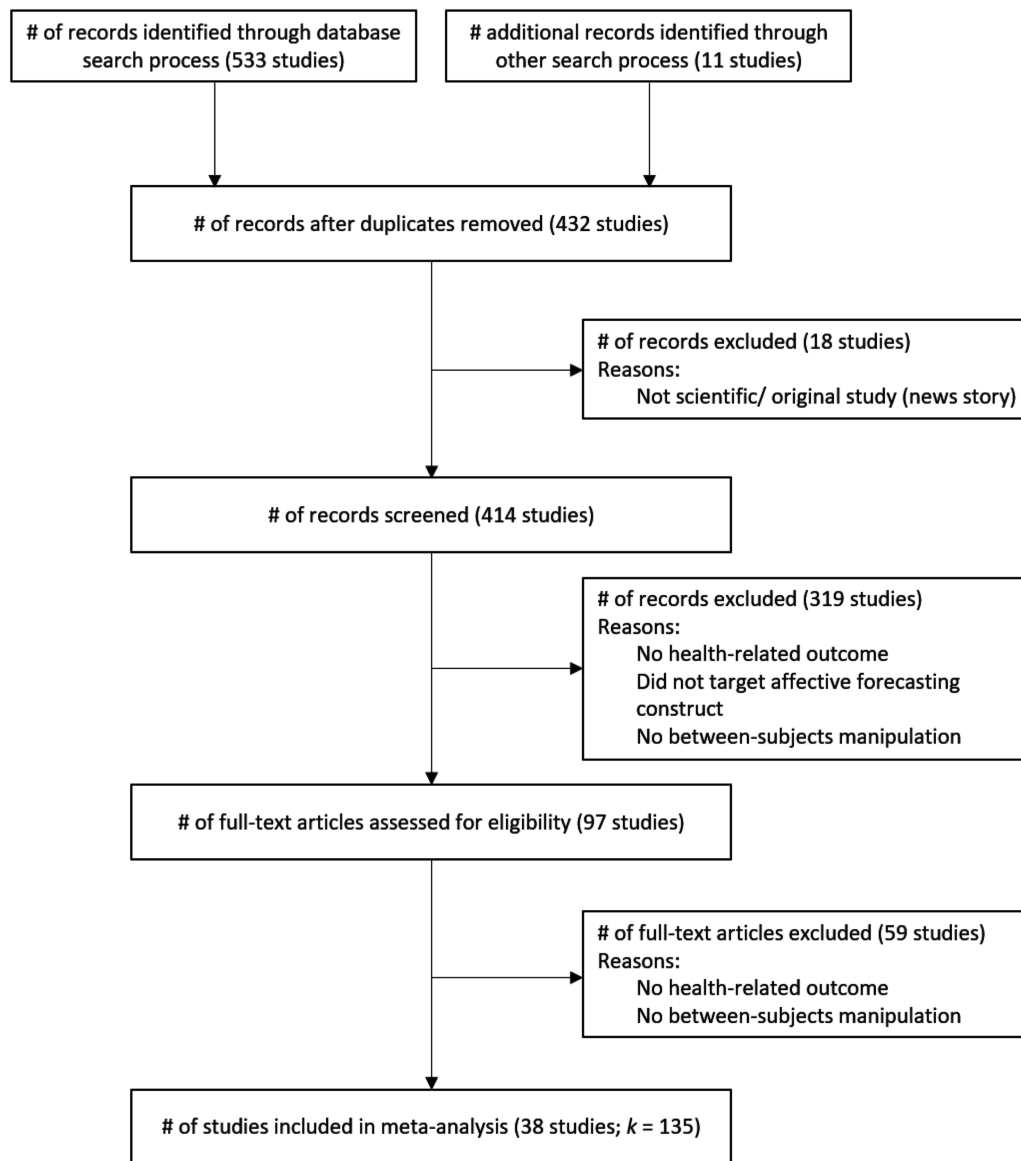 # of records identified through database
search process (533 studies)
# additional records identified through
other search process (11 studies)
# of records after duplicates removed (432 studies)
# of records excluded (18 studies)
Reasons:
Not scientific/ original study (news story)
# of records screened (414 studies)
# of records excluded (319 studies)
Reasons:
No health-related outcome
Did not target affective forecasting
construct
No between-subjects manipulation
# of full-text articles assessed for eligibility (97 studies)
# of full-text articles excluded (59 studies)
Reasons:
No health-related outcome
No between-subjects manipulation
# of studies included in meta-analysis (38 studies; k = 135)